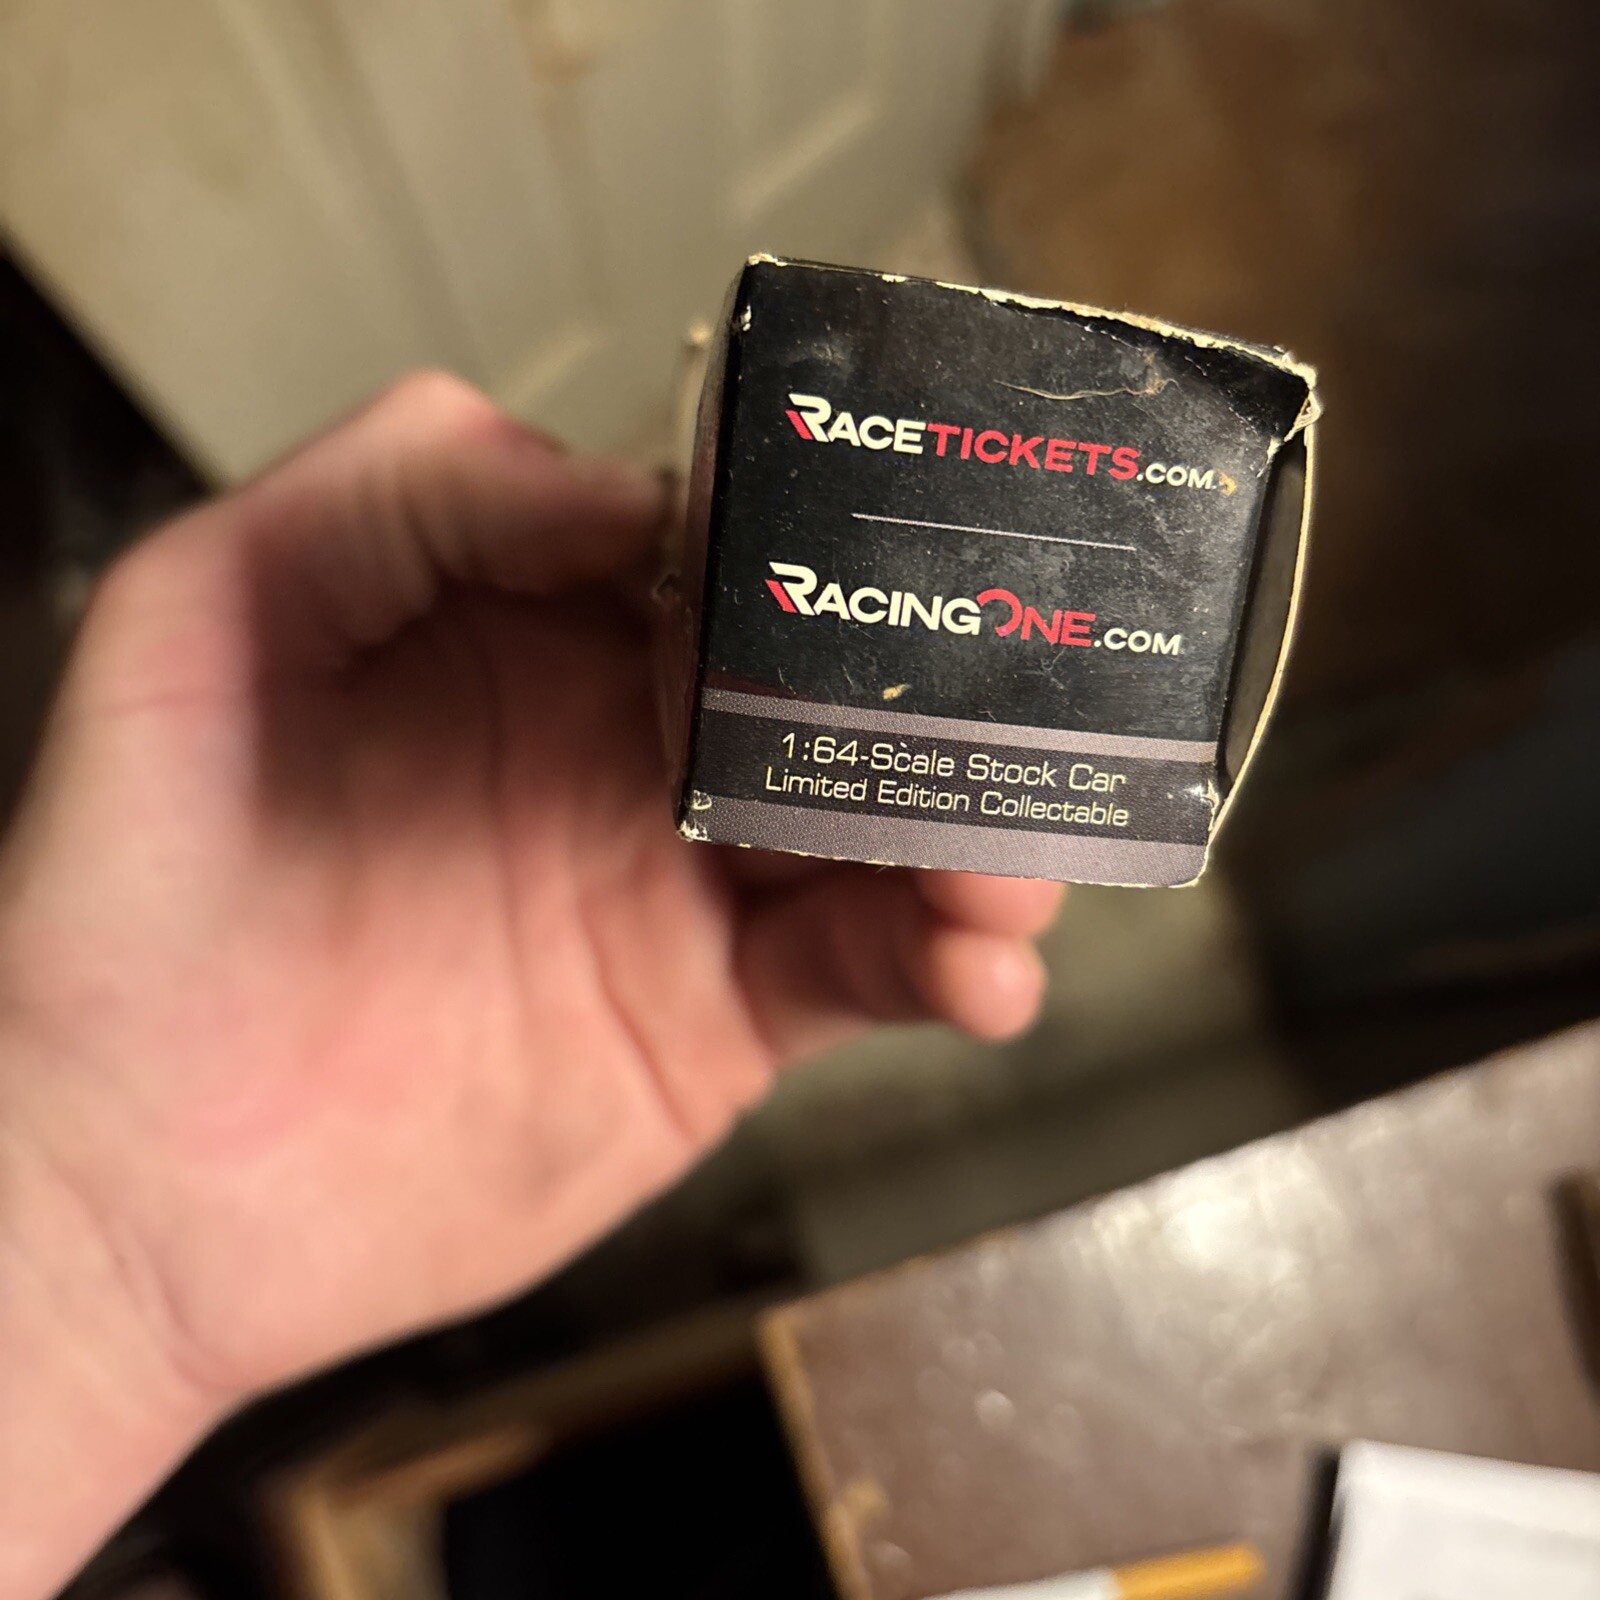 RACETICKETS.COM
RACINGONE.COM
1:64-Scale Stock Car
Limited Edition Collectable